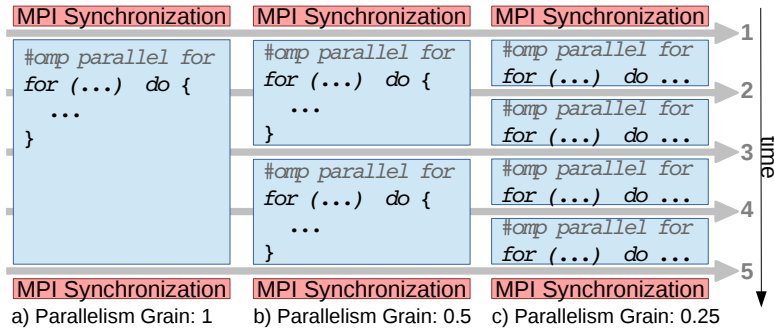 MPI Synchronization MPI Synchronization MPI Synchronization
1
#omp parallel for
for (...) do {
...
}
#omp parallel for
for (...) do {
...
}
#omp parallel for
for (...) do {
...
}
#omp parallel for
for (...) do ...
#omp parallel for
for (...) do ...
#omp parallel for
for (...) do ...
#omp parallel for
for (...) do ...
2
3
4
5
time
MPI Synchronization MPI Synchronization MPI Synchronization
a) Parallelism Grain: 1 b) Parallelism Grain: 0.5 c) Parallelism Grain: 0.25